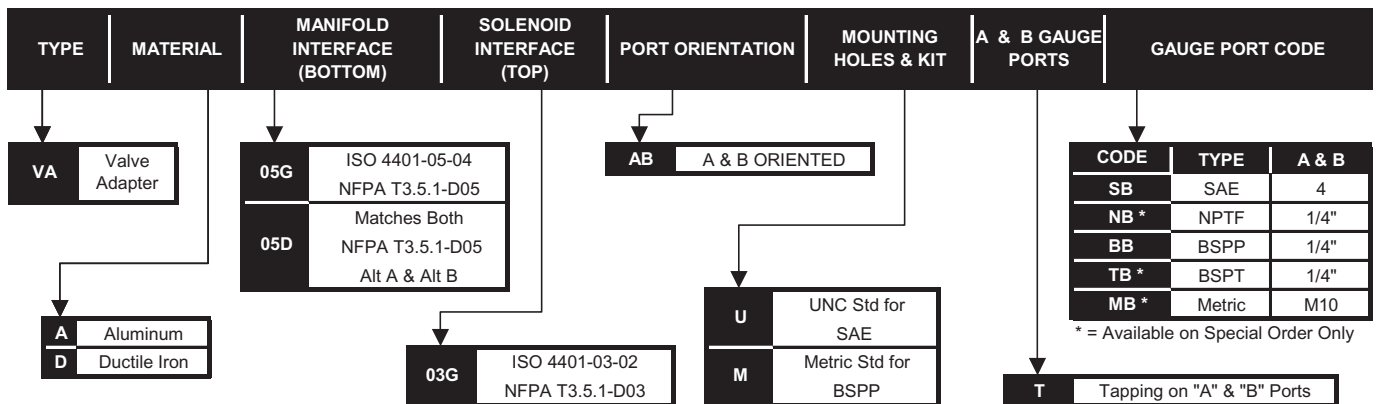 TYPE
MATERIAL
MANIFOLD
INTERFACE
(BOTTOM)
SOLENOID
INTERFACE
(TOP)
PORT ORIENTATION
MOUNTING
HOLES & KIT
A & B GAUGE
PORTS
GAUGE PORT CODE
VA
Valve
Adapter
05G
ISO 4401-05-04
NFPA T3.5.1-D05
05D
Matches Both
NFPA T3.5.1-D05
Alt A & Alt B
AB A & B ORIENTED
CODE TYPE A & B
SB SAE 4
NB * NPTF 1/4"
BB BSPP 1/4"
TB * BSPT 1/4"
MB * Metric M10
* = Available on Special Order Only
A Aluminum
D Ductile Iron
03G
ISO 4401-03-02
NFPA T3.5.1-D03
U
UNC Std for
SAE
M
Metric Std for
BSPP
T Tapping on "A" & "B" Ports